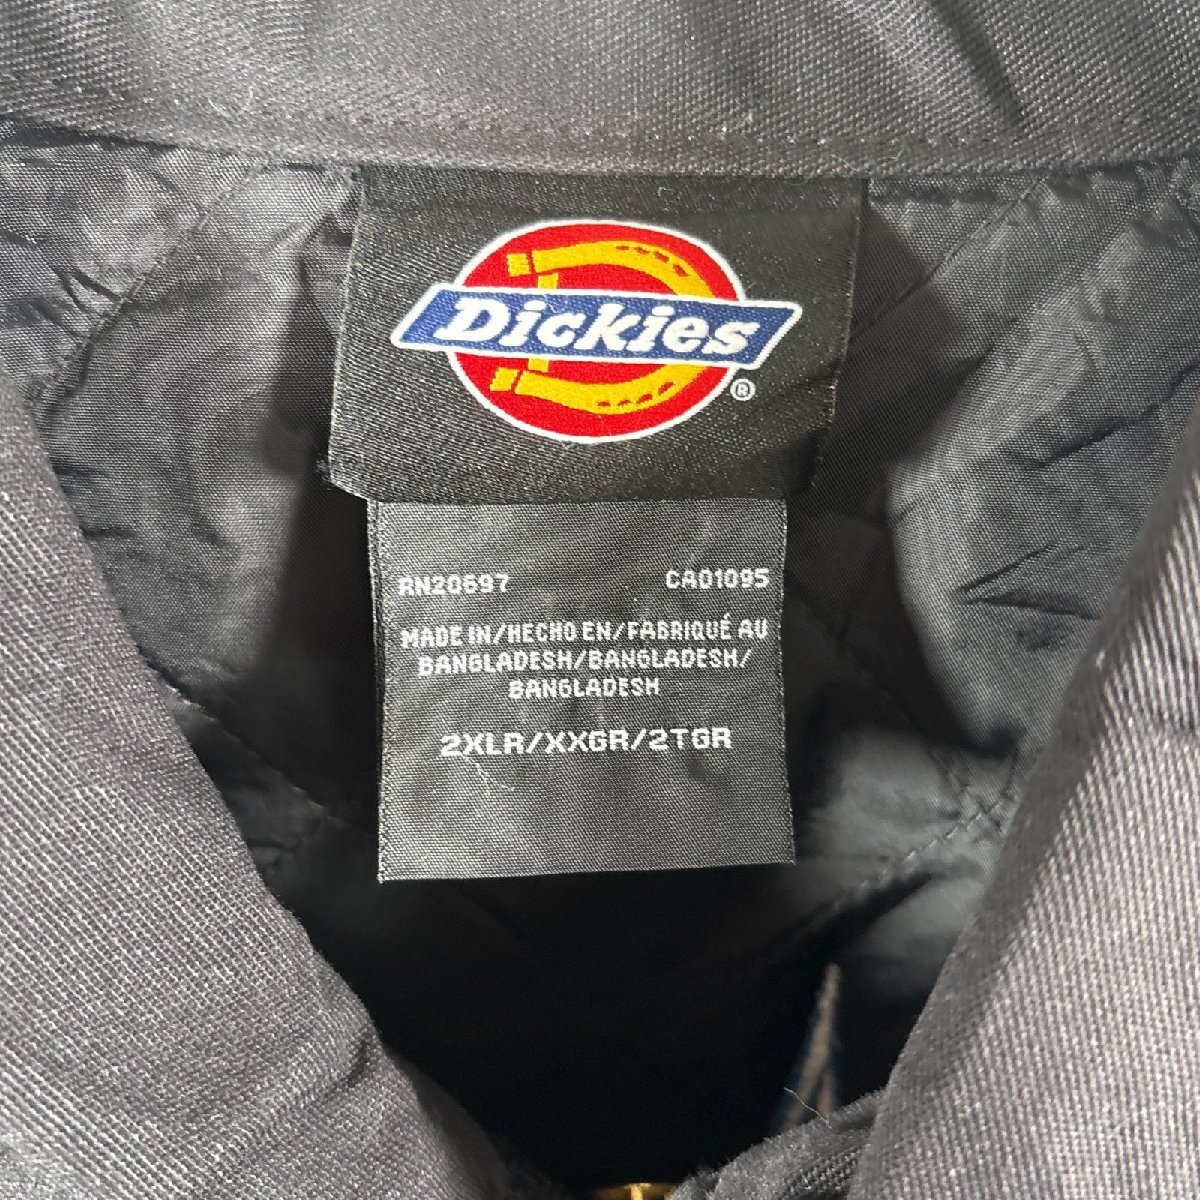 Dickies
®
RN20697 CA01095
MADE IN/HECHO EN/FABRIQUÉ AU
BANGLADESH/BANGLADESH/
BANGLADESH
2XLR/XXGR/2TGR